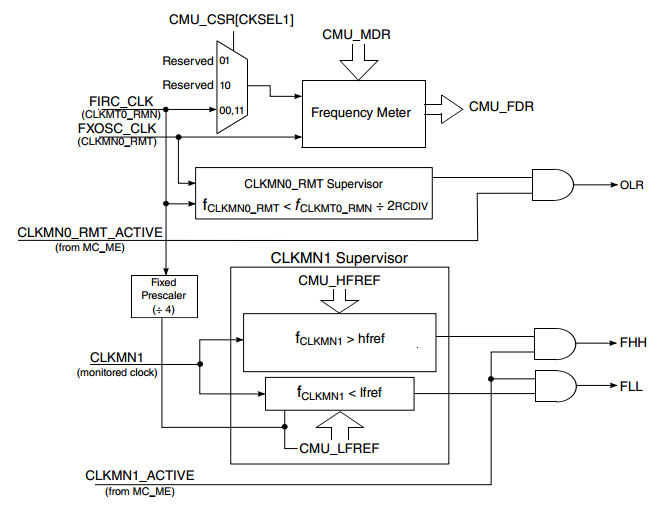 CMU_CSR[CKSEL1]
CMU_MDR
Reserved 01
Reserved 10
FIRC_CLK
00,11
(CLKMT0_RMN)
Frequency Meter
CMU_FDR
FXOSC_CLK
(CLKMN0_RMT)
CLKMN0_RMT Supervisor
fCLKMN0_RMT < fCLKMT0_RMN ÷ 2RCDIV
OLR
CLKMN0_RMT_ACTIVE
(from MC_ME)
CLKMN1 Supervisor
Fixed
Prescaler
(÷ 4)
CMU_HFREF
fCLKMN1 > hfref
FHH
CLKMN1
(monitored clock)
fCLKMN1 < lfref
FLL
CMU_LFREF
CLKMN1_ACTIVE
(from MC_ME)